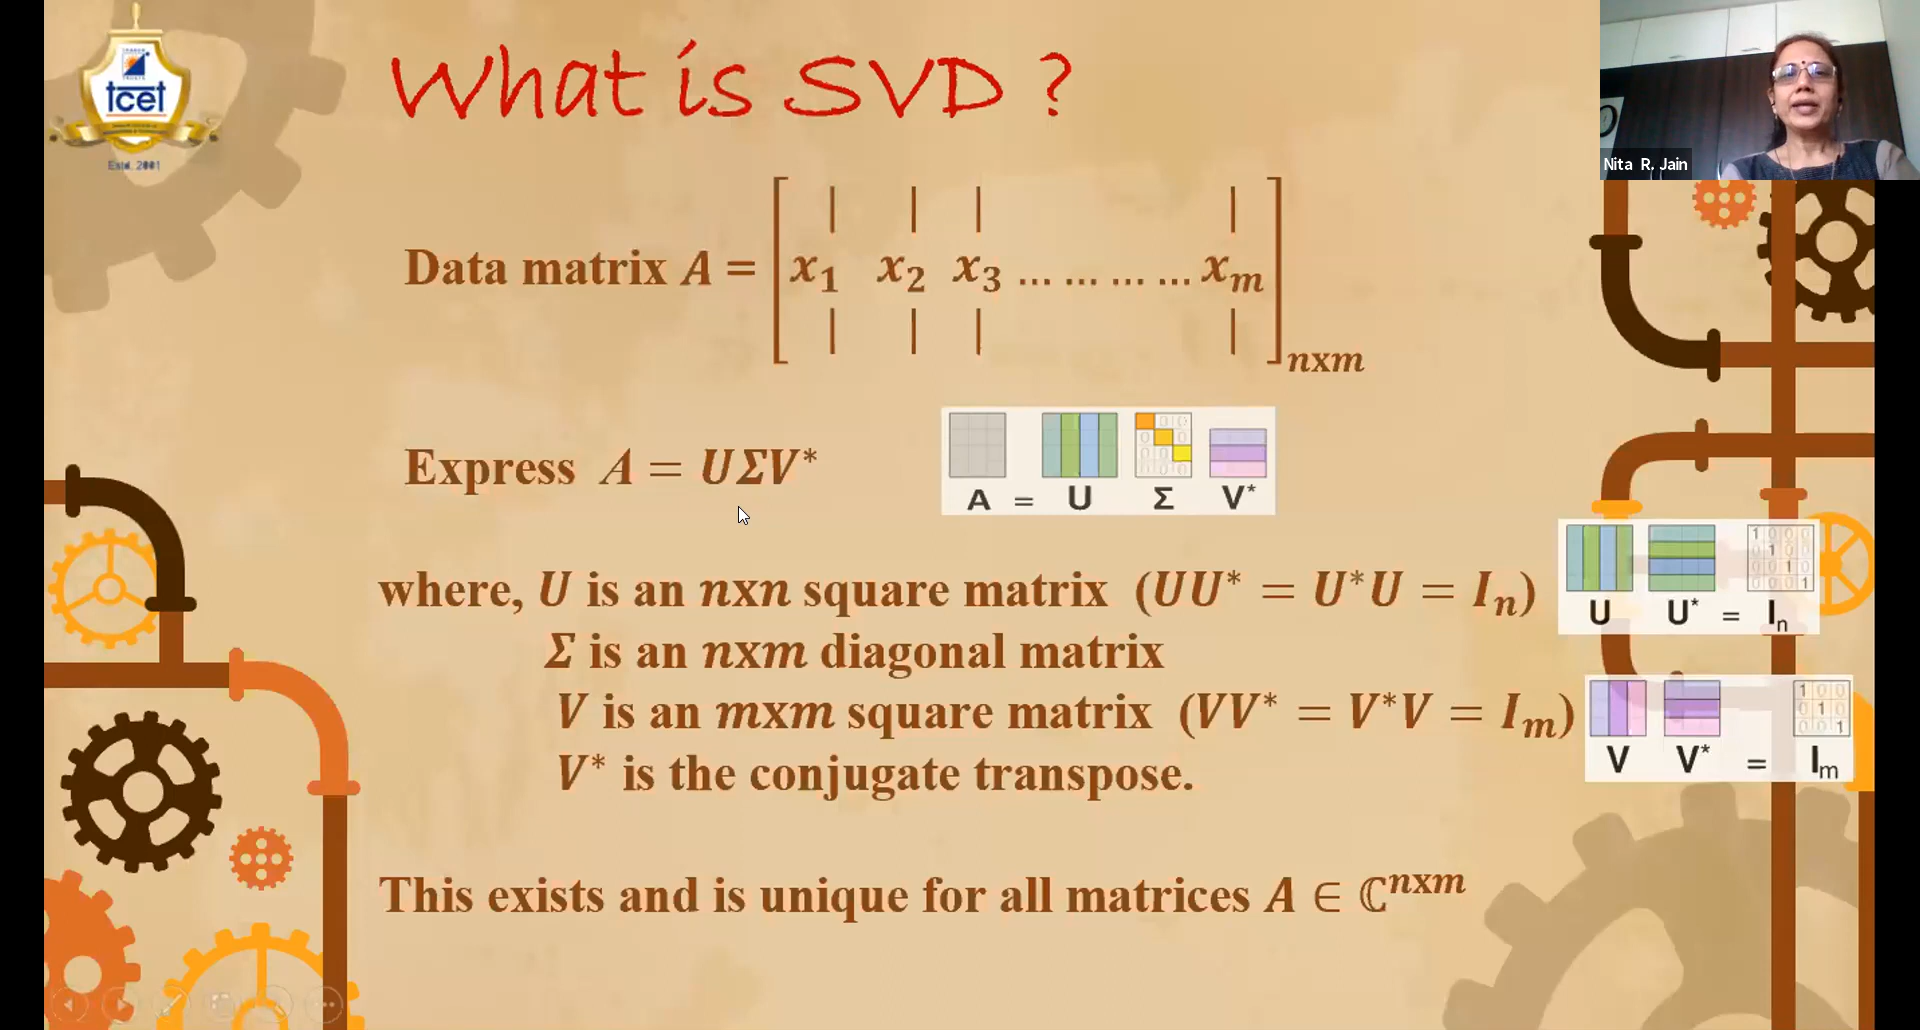 tcet
Estd. 2001
What is SVD ?
Nita R. Jain
Data matrix A = [ x₁ x₂ x₃ ... ... ... ... xₘ ]ₙₓₘ
Express A = UΣV*
A = U Σ V*
where, U is an nxn square matrix (UU* = U*U = Iₙ)
U U* = Iₙ
Σ is an nxm diagonal matrix
V is an mxm square matrix (VV* = V*V = Iₘ)
V V* = Iₘ
V* is the conjugate transpose.
This exists and is unique for all matrices A ∈ ℂⁿˣᵐ